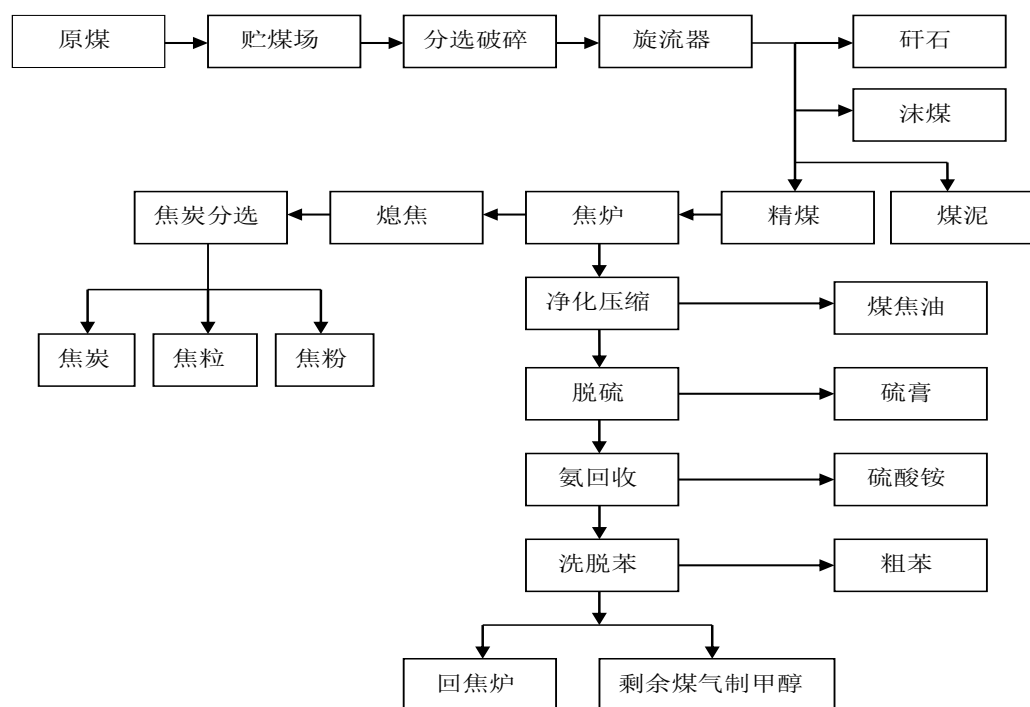 原煤
贮煤场
分选破碎
旋流器
矸石
沫煤
焦炭分选
熄焦
焦炉
精煤
煤泥
净化压缩
煤焦油
焦炭
焦粒
焦粉
脱硫
硫膏
氨回收
硫酸铵
洗脱苯
粗苯
回焦炉
剩余煤气制甲醇